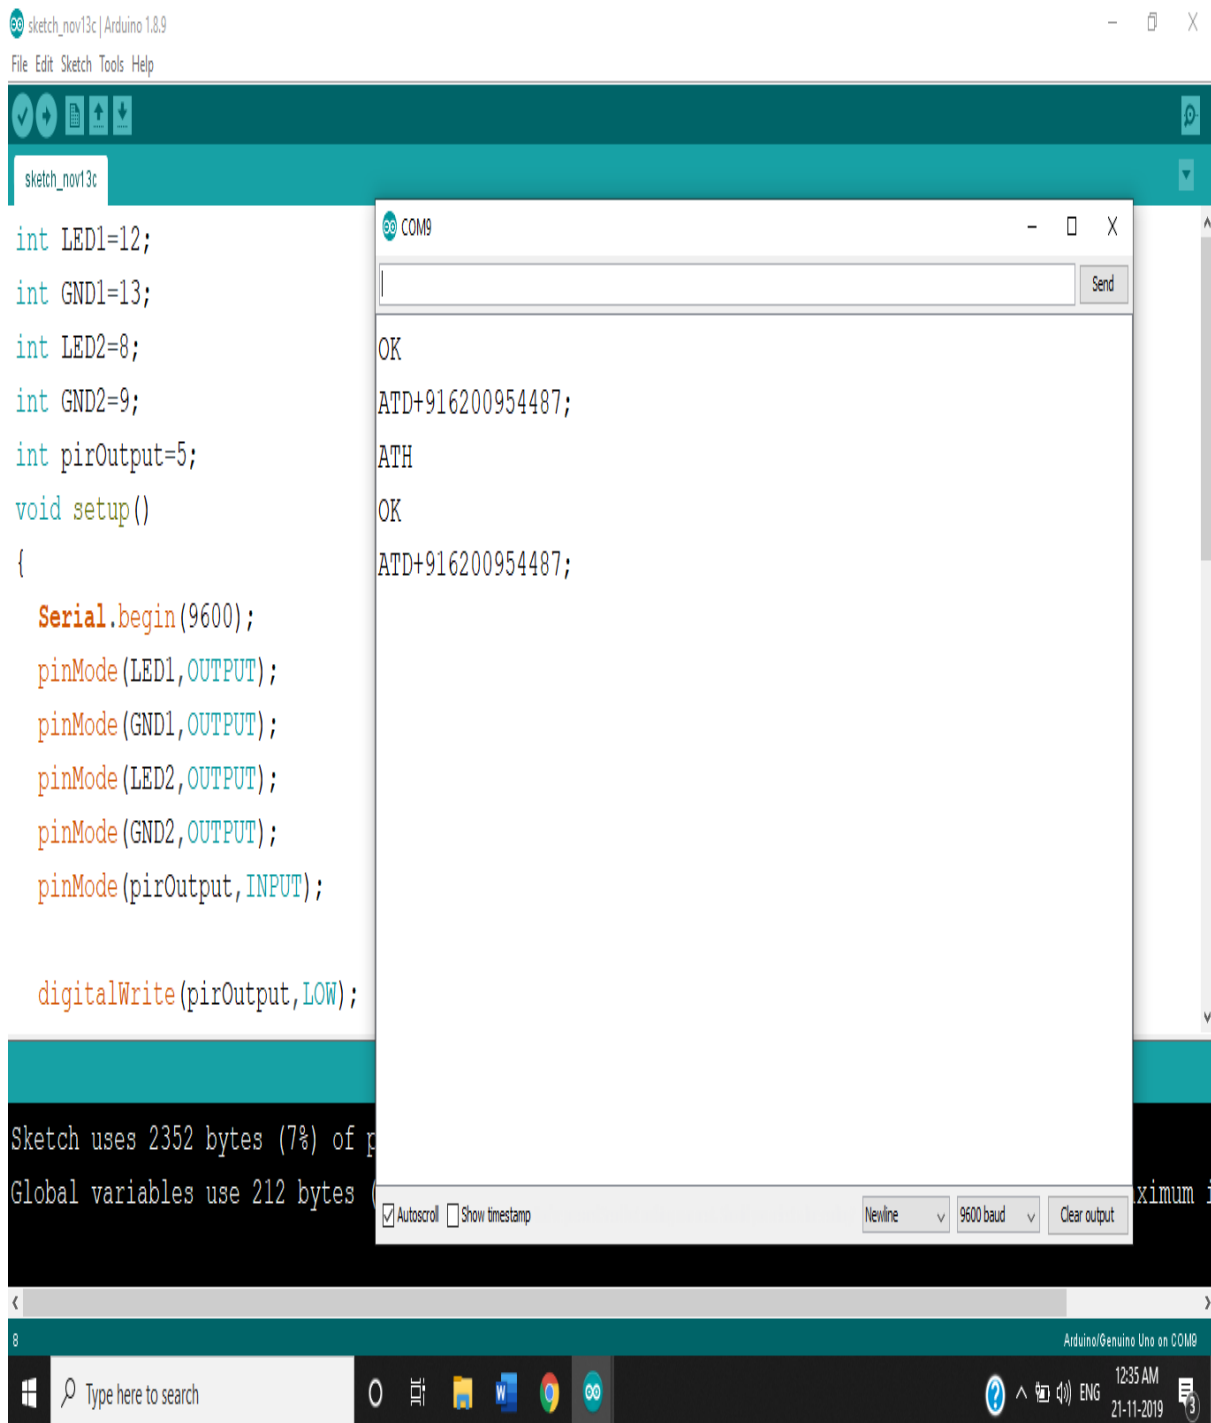 sketch_nov13c | Arduino 1.8.9
File Edit Sketch Tools Help
sketch_nov13c
int LED1=12;
int GND1=13;
int LED2=8;
int GND2=9;
int pirOutput=5;
void setup()
{
Serial.begin(9600);
pinMode(LED1,OUTPUT);
pinMode(GND1,OUTPUT);
pinMode(LED2,OUTPUT);
pinMode(GND2,OUTPUT);
pinMode(pirOutput,INPUT);
digitalWrite(pirOutput,LOW);
COM9
Send
OK
ATD+916200954487;
ATH
OK
ATD+916200954487;
Autoscroll Show timestamp Newline 9600 baud Clear output
Sketch uses 2352 bytes (7%) of p
Global variables use 212 bytes ( ximum i
8 Arduino/Genuino Uno on COM9
Type here to search
W
ENG
12:35 AM
21-11-2019
3